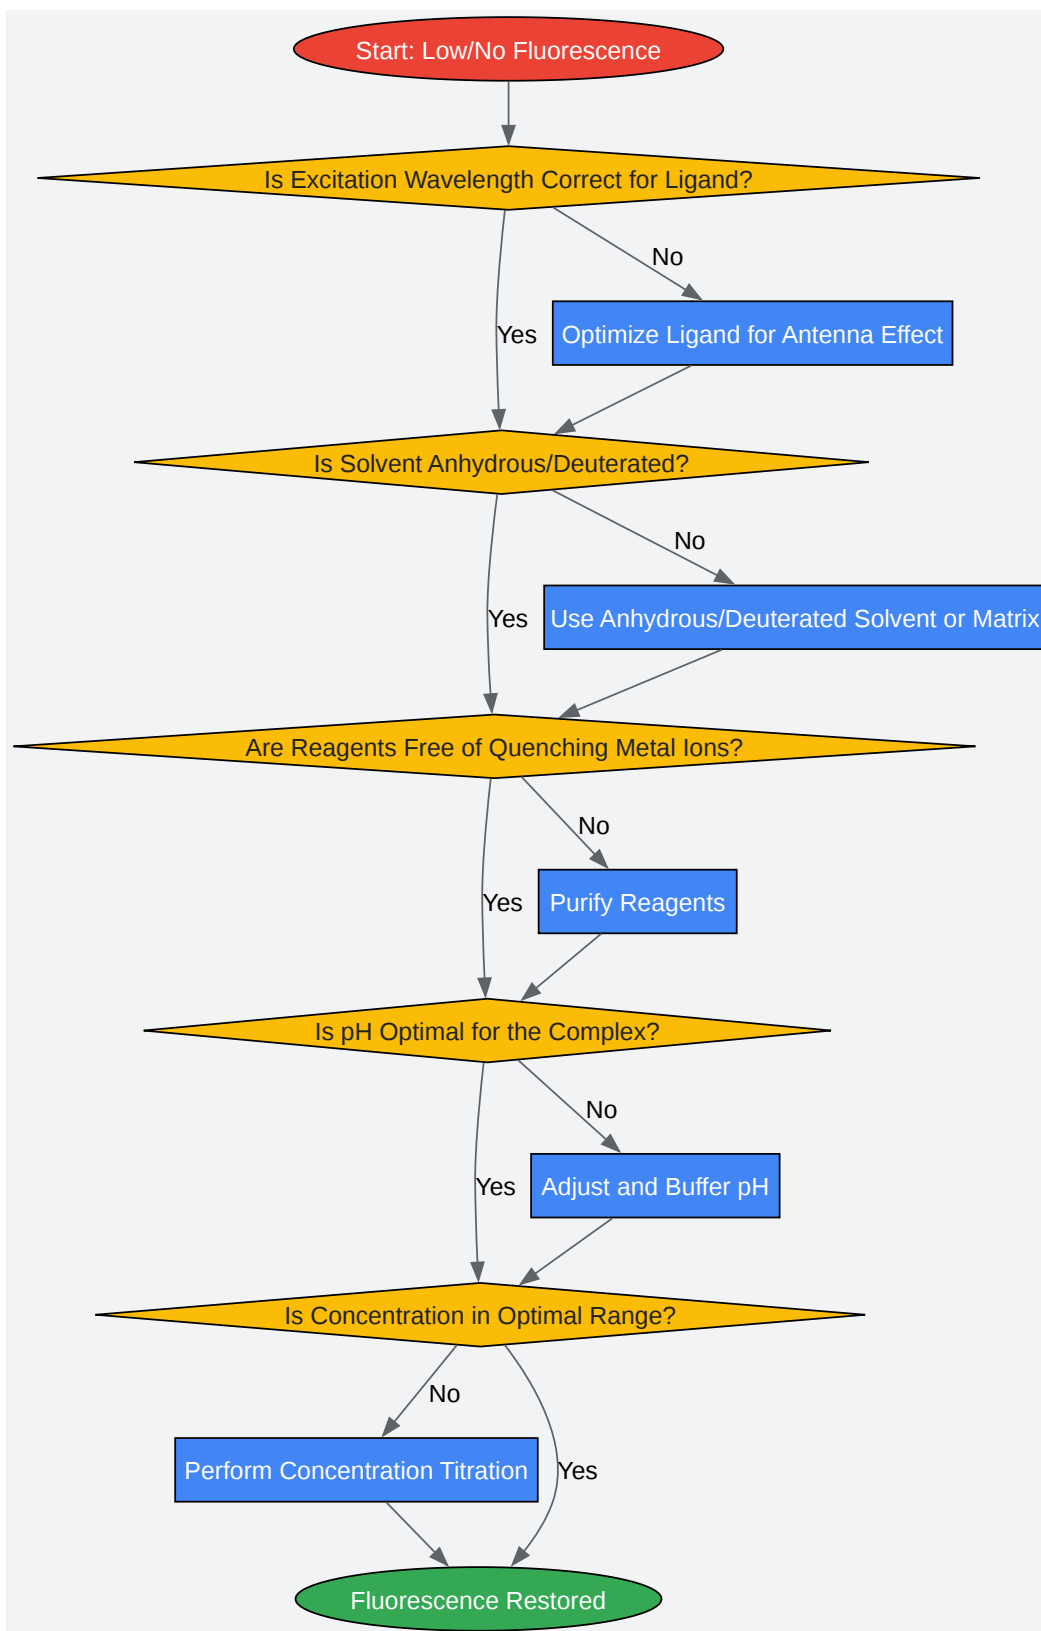 Start: Low/No Fluorescence
Is Excitation Wavelength Correct for Ligand?
No
Yes
Optimize Ligand for Antenna Effect
Is Solvent Anhydrous/Deuterated?
No
Yes
Use Anhydrous/Deuterated Solvent or Matrix
Are Reagents Free of Quenching Metal Ions?
No
Yes
Purify Reagents
Is pH Optimal for the Complex?
No
Yes
Adjust and Buffer pH
Is Concentration in Optimal Range?
No
Perform Concentration Titration
Yes
Fluorescence Restored